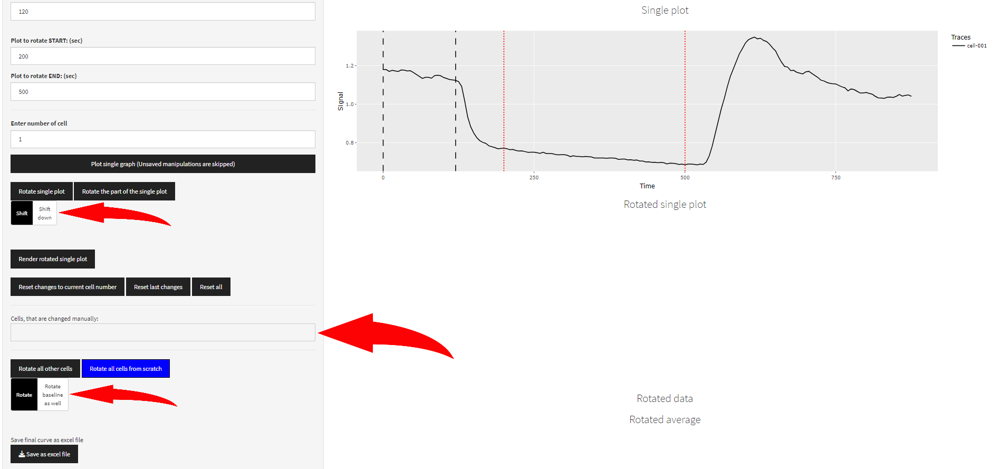 120
Plot to rotate START: (sec)
200
Plot to rotate END: (sec)
500
Enter number of cell
1
Plot single graph (Unsaved manipulations are skipped)
Rotate single plot
Rotate the part of the single plot
Shift
Shift
down
Render rotated single plot
Reset changes to current cell number
Reset last changes
Reset all
Cells, that are changed manually:
Rotate all other cells
Rotate all cells from scratch
Rotate
Rotate
baseline
as well
Save final curve as excel file
Save as excel file
Single plot
Traces
cell-001
1.2
1.0
0.8
Signal
0
250
500
750
Time
Rotated single plot
Rotated data
Rotated average